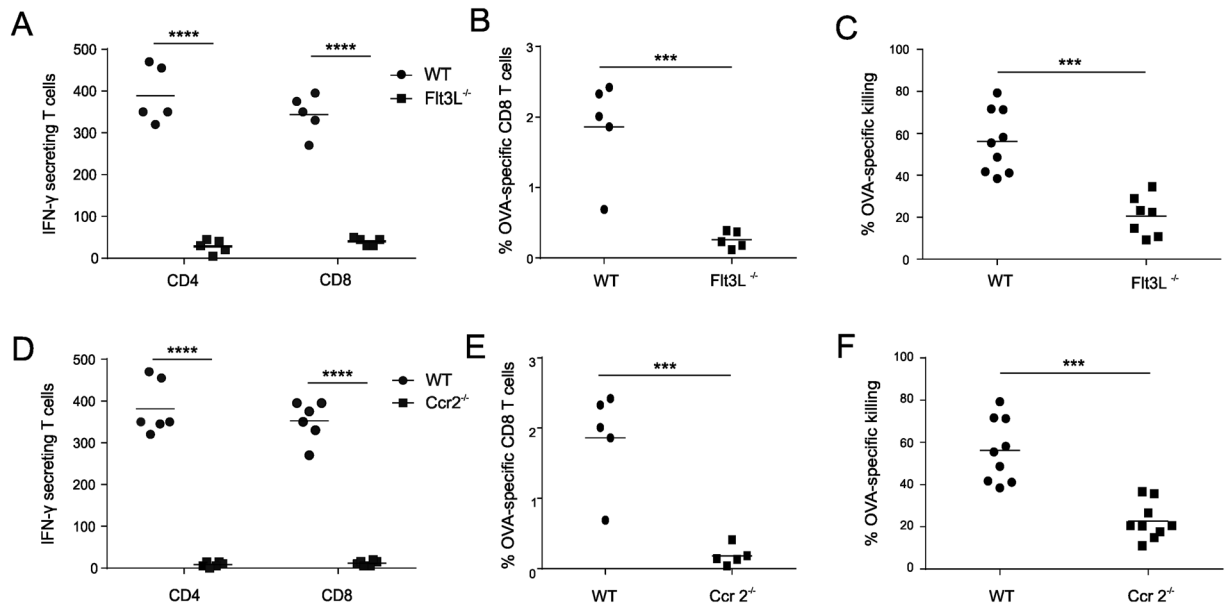 A
IFN-γ secreting T cells
500
400
300
200
100
0
****
****
CD4
CD8
WT
Flt3L-/-
B
% OVA-specific CD8 T cells
3
2
1
0
***
WT
Flt3L -/-
C
% OVA-specific killing
100
80
60
40
20
0
***
WT
Flt3L -/-
D
IFN-γ secreting T cells
500
400
300
200
100
0
****
****
CD4
CD8
WT
Ccr2-/-
E
% OVA-specific CD8 T cells
3
2
1
0
***
WT
Ccr2-/-
F
% OVA-specific killing
100
80
60
40
20
0
***
WT
Ccr 2-/-